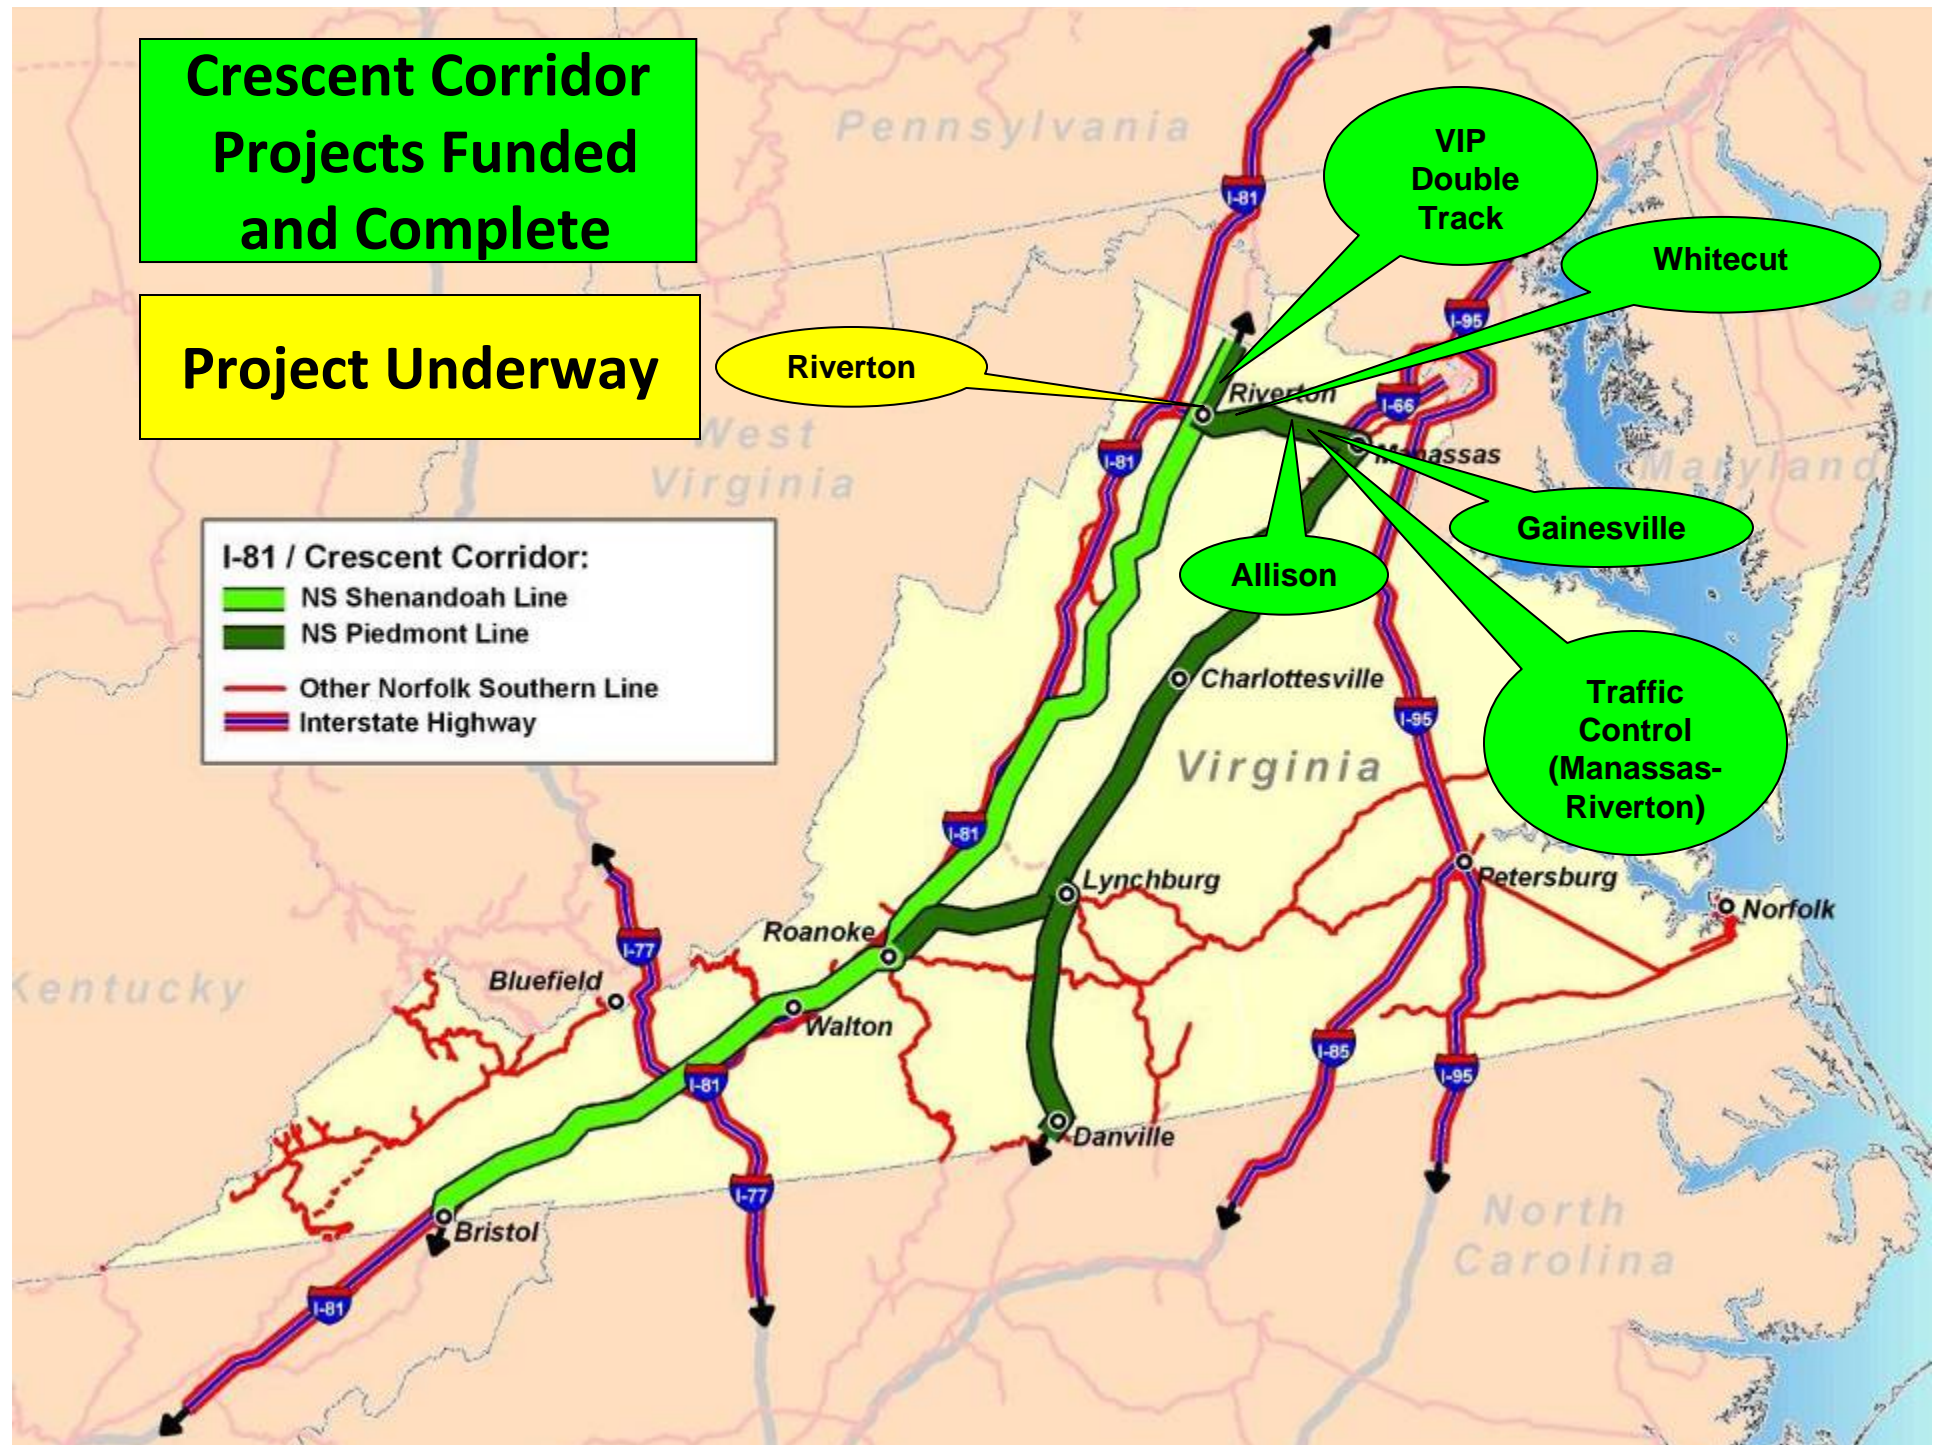 Crescent Corridor
Projects Funded
and Complete
Project Underway
Pennsylvania
I-81
VIP
Double
Track
Whitecut
I-95
Riverton
Riverton
I-66
West
Virginia
I-81
Manassas
Maryland
Gainesville
Allison
I-81 / Crescent Corridor:
NS Shenandoah Line
NS Piedmont Line
Other Norfolk Southern Line
Interstate Highway
Charlottesville
I-95
Traffic
Control
(Manassas-
Riverton)
Virginia
I-81
Lynchburg
Petersburg
Norfolk
Roanoke
I-77
Bluefield
Kentucky
Walton
I-85
I-95
I-81
Danville
I-77
Bristol
North
Carolina
I-81